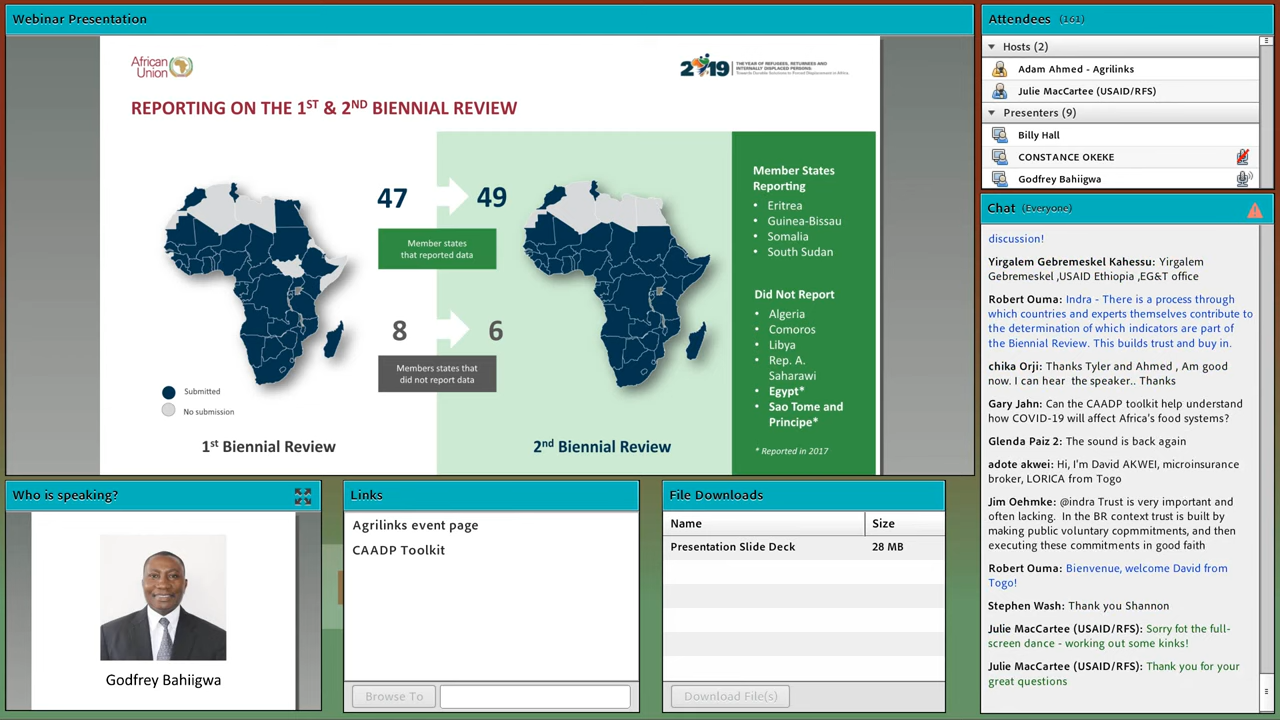 Webinar Presentation
African
Union
2019
THE YEAR OF REFUGEES, RETURNEES AND
INTERNALLY DISPLACED PERSONS:
Towards Durable Solutions to Forced Displacement in Africa.
REPORTING ON THE 1ST & 2ND BIENNIAL REVIEW
47
49
Member states
that reported data
8
6
Members states that
did not report data
Submitted
No submission
1st Biennial Review
2nd Biennial Review
Member States
Reporting
• Eritrea
• Guinea-Bissau
• Somalia
• South Sudan
Did Not Report
• Algeria
• Comoros
• Libya
• Rep. A.
Saharawi
• Egypt*
• Sao Tome and
Principe*
* Reported in 2017
Attendees (161)
Hosts (2)
Adam Ahmed - Agrilinks
Julie MacCartee (USAID/RFS)
Presenters (9)
Billy Hall
CONSTANCE OKEKE
Godfrey Bahiigwa
Chat (Everyone)
discussion!
Yirgalem Gebremeskel Kahessu: Yirgalem
Gebremeskel ,USAID Ethiopia ,EG&T office
Robert Ouma: Indra - There is a process through
which countries and experts themselves contribute to
the determination of which indicators are part of
the Biennial Review. This builds trust and buy in.
chika Orji: Thanks Tyler and Ahmed , Am good
now. I can hear the speaker.. Thanks
Gary Jahn: Can the CAADP toolkit help understand
how COVID-19 will affect Africa's food systems?
Glenda Paiz 2: The sound is back again
adote akwei: Hi, I'm David AKWEI, microinsurance
broker, LORICA from Togo
Jim Oehmke: @indra Trust is very important and
often lacking. In the BR context trust is built by
making public voluntary copmmitments, and then
executing these commitments in good faith
Robert Ouma: Bienvenue, welcome David from
Togo!
Stephen Wash: Thank you Shannon
Julie MacCartee (USAID/RFS): Sorry fot the full-
screen dance - working out some kinks!
Julie MacCartee (USAID/RFS): Thank you for your
great questions
Who is speaking?
Godfrey Bahiigwa
Links
Agrilinks event page
CAADP Toolkit
Browse To
File Downloads
Name Size
Presentation Slide Deck 28 MB
Download File(s)